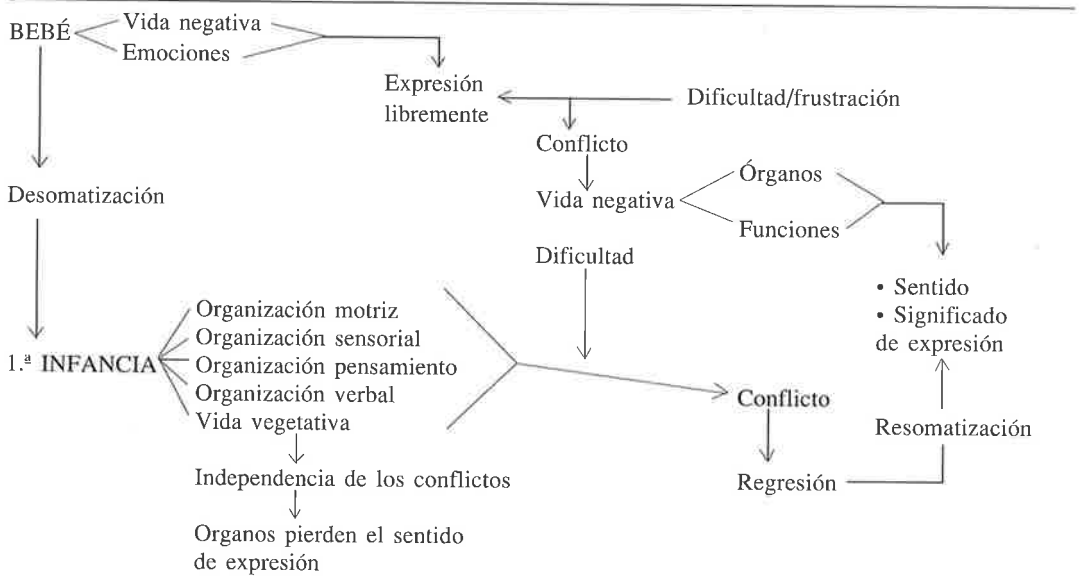 BEBÉ
Vida negativa
Emociones
Expresión
libremente
Dificultad/frustración
Conflicto
Vida negativa
Órganos
Funciones
Desomatización
Dificultad
• Sentido
• Significado
de expresión
1.ª INFANCIA
Organización motriz
Organización sensorial
Organización pensamiento
Organización verbal
Vida vegetativa
Conflicto
Resomatización
Independencia de los conflictos
Regresión
Organos pierden el sentido
de expresión